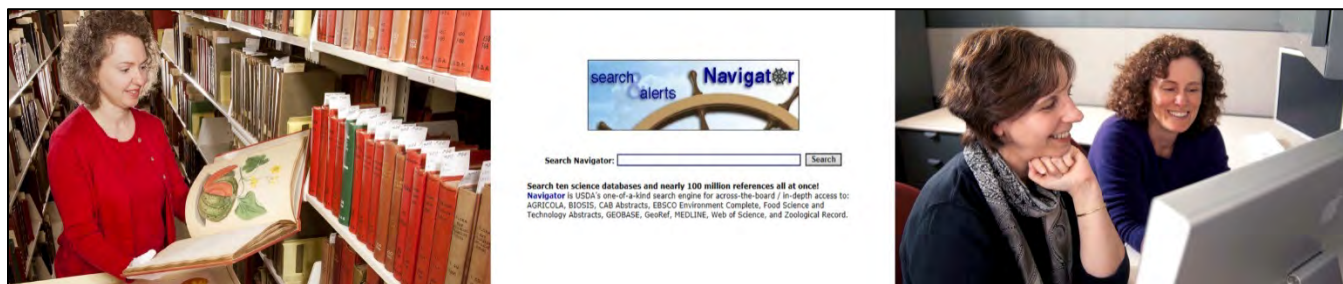 search
&
alerts
Navigator
Search Navigator:
Search
Search ten science databases and nearly 100 million references all at once!
Navigator is USDA's one-of-a-kind search engine for across-the-board / in-depth access to:
AGRICOLA, BIOSIS, CAB Abstracts, EBSCO Environment Complete, Food Science and
Technology Abstracts, GEOBASE, GeoRef, MEDLINE, Web of Science, and Zoological Record.